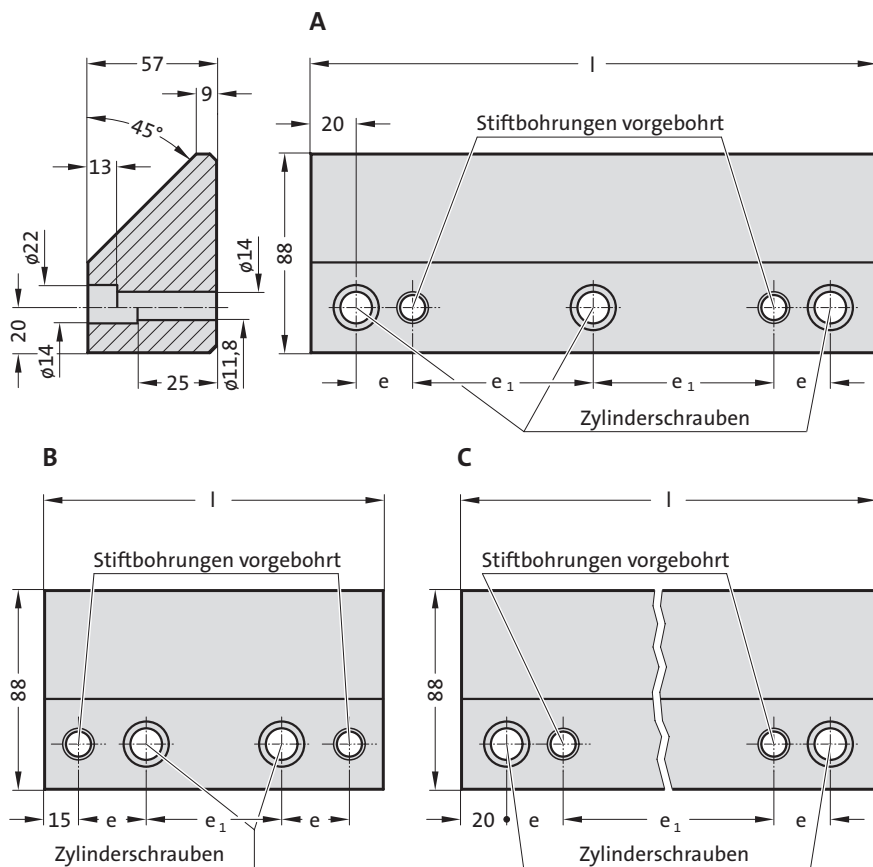 A
57
l
9
20
45°
Stiftbohrungen vorgebohrt
13
ø22
ø14
88
20
ø14
25
ø11,8
e
e₁
e₁
e
Zylinderschrauben
B
C
l
l
Stiftbohrungen vorgebohrt
Stiftbohrungen vorgebohrt
88
88
15
e
e₁
e
20
e
e₁
e
Zylinderschrauben
Zylinderschrauben